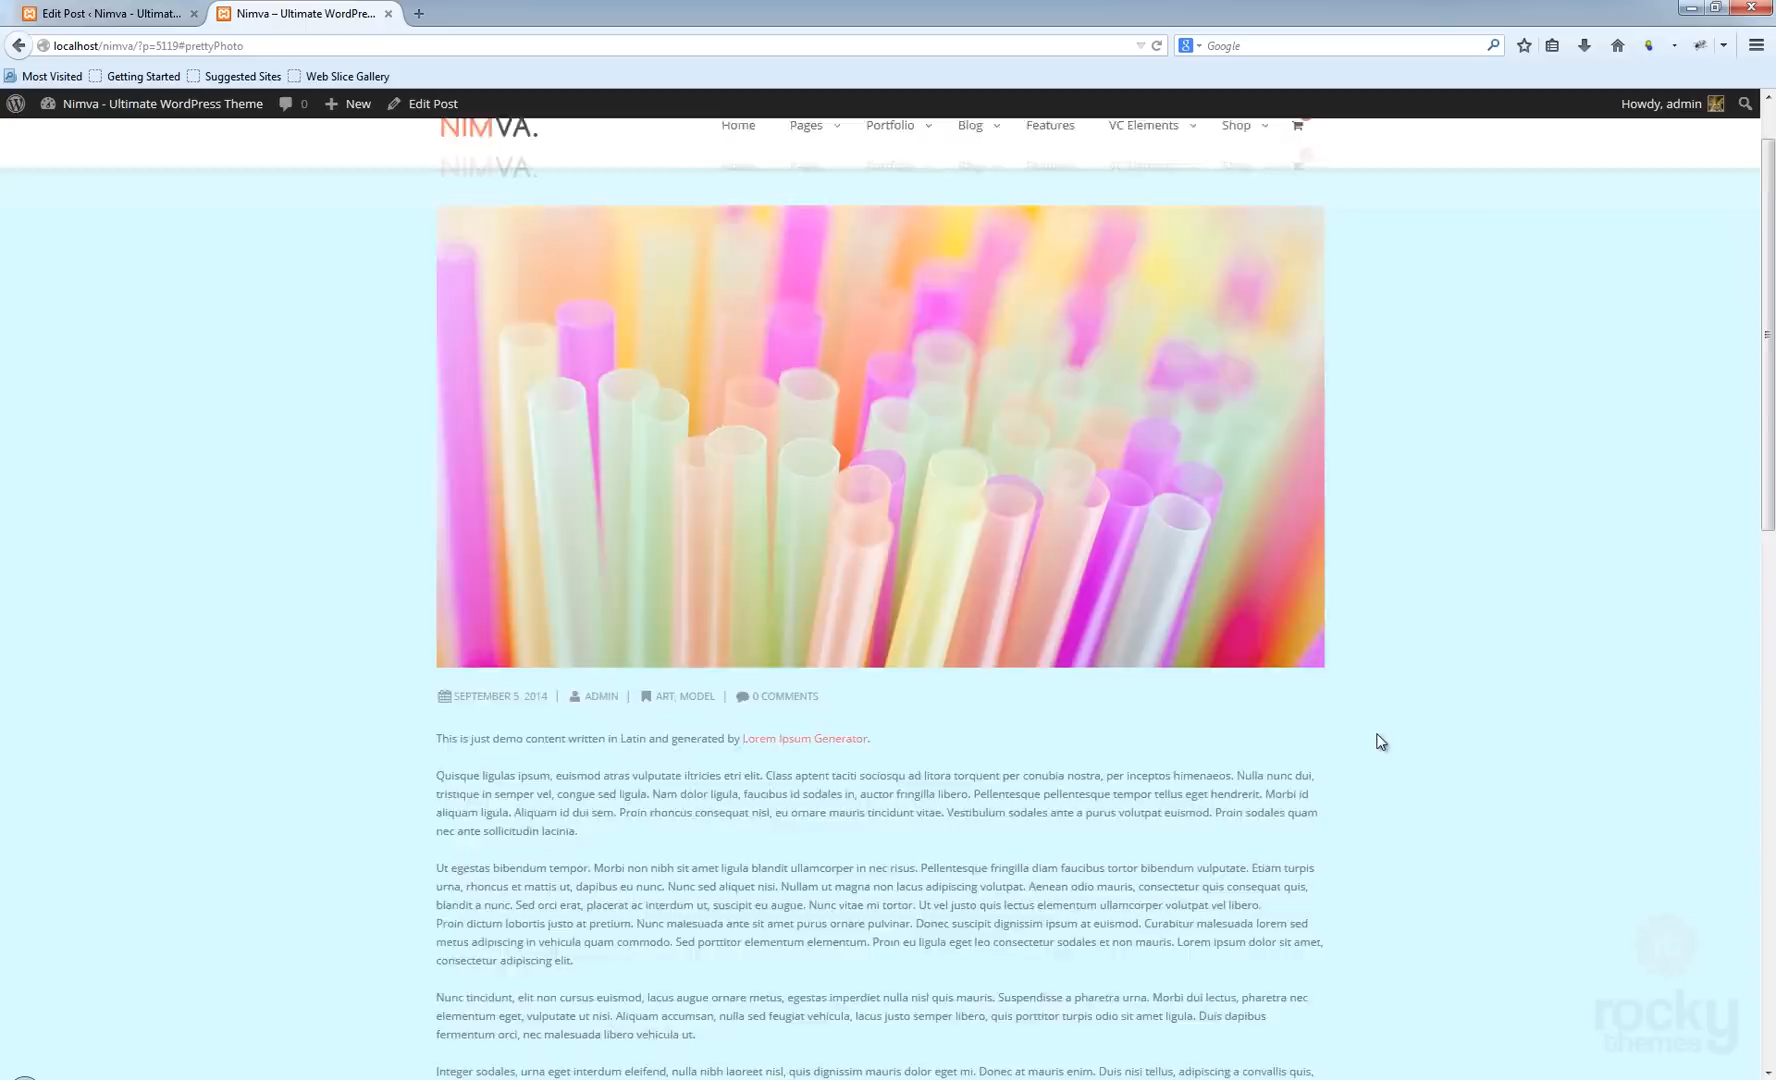 Edit Post ‹ Nimva - Ultimat...
Nimva – Ultimate WordPre...
localhost/nimva/?p=5119#prettyPhoto
Google
Most Visited
Getting Started
Suggested Sites
Web Slice Gallery
Nimva - Ultimate WordPress Theme
0
New
Edit Post
Howdy, admin
NIMVA.
Home
Pages
Portfolio
Blog
Features
VC Elements
Shop
SEPTEMBER 5, 2014 | ADMIN | ART, MODEL | 0 COMMENTS
This is just demo content written in Latin and generated by Lorem Ipsum Generator.
Quisque ligulas ipsum, euismod atras vulputate iltricies etri elit. Class aptent taciti sociosqu ad litora torquent per conubia nostra, per inceptos himenaeos. Nulla nunc dui,
tristique in semper vel, congue sed ligula. Nam dolor ligula, faucibus id sodales in, auctor fringilla libero. Pellentesque pellentesque tempor tellus eget hendrerit. Morbi id
aliquam ligula. Aliquam id dui sem. Proin rhoncus consequat nisl, eu ornare mauris tincidunt vitae. Vestibulum sodales ante a purus volutpat euismod. Proin sodales quam
nec ante sollicitudin lacinia.
Ut egestas bibendum tempor. Morbi non nibh sit amet ligula blandit ullamcorper in nec risus. Pellentesque fringilla diam faucibus tortor bibendum vulputate. Etiam turpis
urna, rhoncus et mattis ut, dapibus eu nunc. Nunc sed aliquet nisi. Nullam ut magna non lacus adipiscing volutpat. Aenean odio mauris, consectetur quis consequat quis,
blandit a nunc. Sed orci erat, placerat ac interdum ut, suscipit eu augue. Nunc vitae mi tortor. Ut vel justo quis lectus elementum ullamcorper volutpat vel libero.
Proin dictum lobortis justo at pretium. Nunc malesuada ante sit amet purus ornare pulvinar. Donec suscipit dignissim ipsum at euismod. Curabitur malesuada lorem sed
metus adipiscing in vehicula quam commodo. Sed porttitor elementum elementum. Proin eu ligula eget leo consectetur sodales et non mauris. Lorem ipsum dolor sit amet,
consectetur adipiscing elit.
Nunc tincidunt, elit non cursus euismod, lacus augue ornare metus, egestas imperdiet nulla nisl quis mauris. Suspendisse a pharetra urna. Morbi dui lectus, pharetra nec
elementum eget, vulputate ut nisi. Aliquam accumsan, nulla sed feugiat vehicula, lacus justo semper libero, quis porttitor turpis odio sit amet ligula. Duis dapibus
fermentum orci, nec malesuada libero vehicula ut.
Integer sodales, urna eget interdum eleifend, nulla nibh laoreet nisl, quis dignissim mauris dolor eget mi. Donec at mauris enim. Duis nisi tellus, adipiscing a convallis quis,
rocky
themes